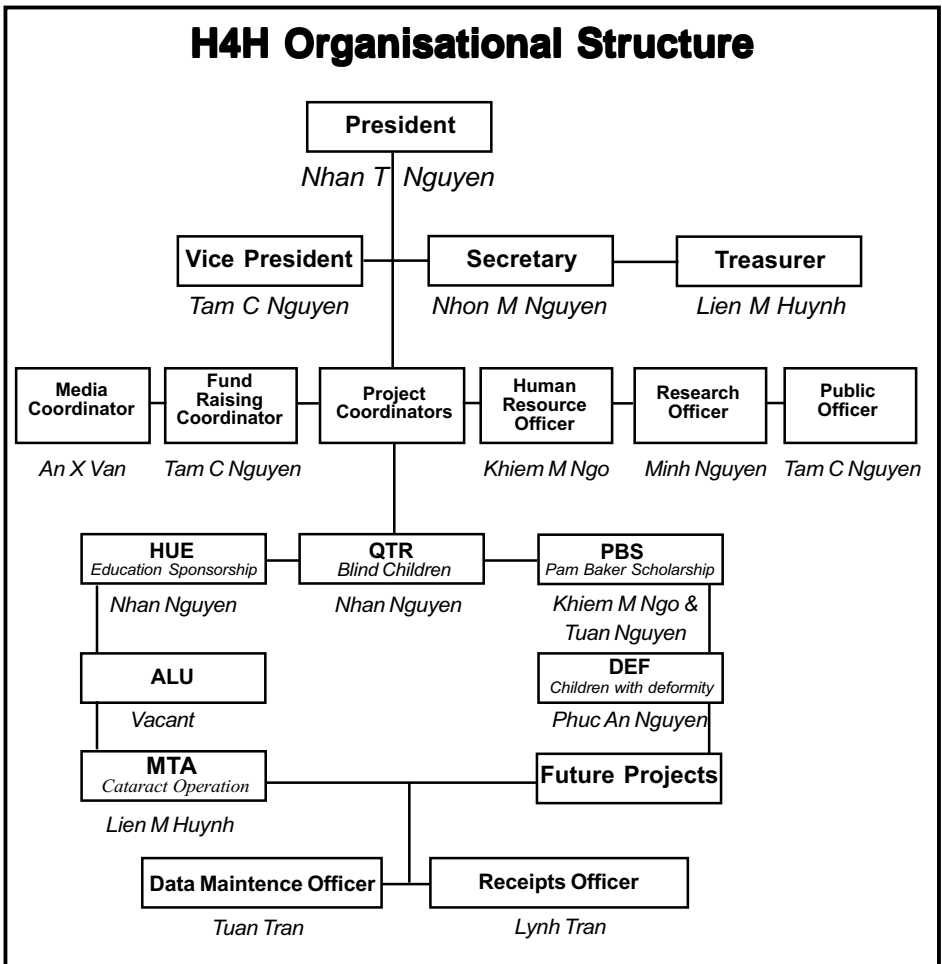 H4H Organisational Structure
President
Nhan T Nguyen
Vice President
Tam C Nguyen
Secretary
Nhon M Nguyen
Treasurer
Lien M Huynh
Media
Coordinator
An X Van
Fund
Raising
Coordinator
Tam C Nguyen
Project
Coordinators
Human
Resource
Officer
Khiem M Ngo
Research
Officer
Minh Nguyen
Public
Officer
Tam C Nguyen
HUE
Education Sponsorship
Nhan Nguyen
QTR
Blind Children
Nhan Nguyen
PBS
Pam Baker Scholarship
Khiem M Ngo &
Tuan Nguyen
ALU
Vacant
DEF
Children with deformity
Phuc An Nguyen
MTA
Cataract Operation
Lien M Huynh
Future Projects
Data Maintence Officer
Tuan Tran
Receipts Officer
Lynh Tran